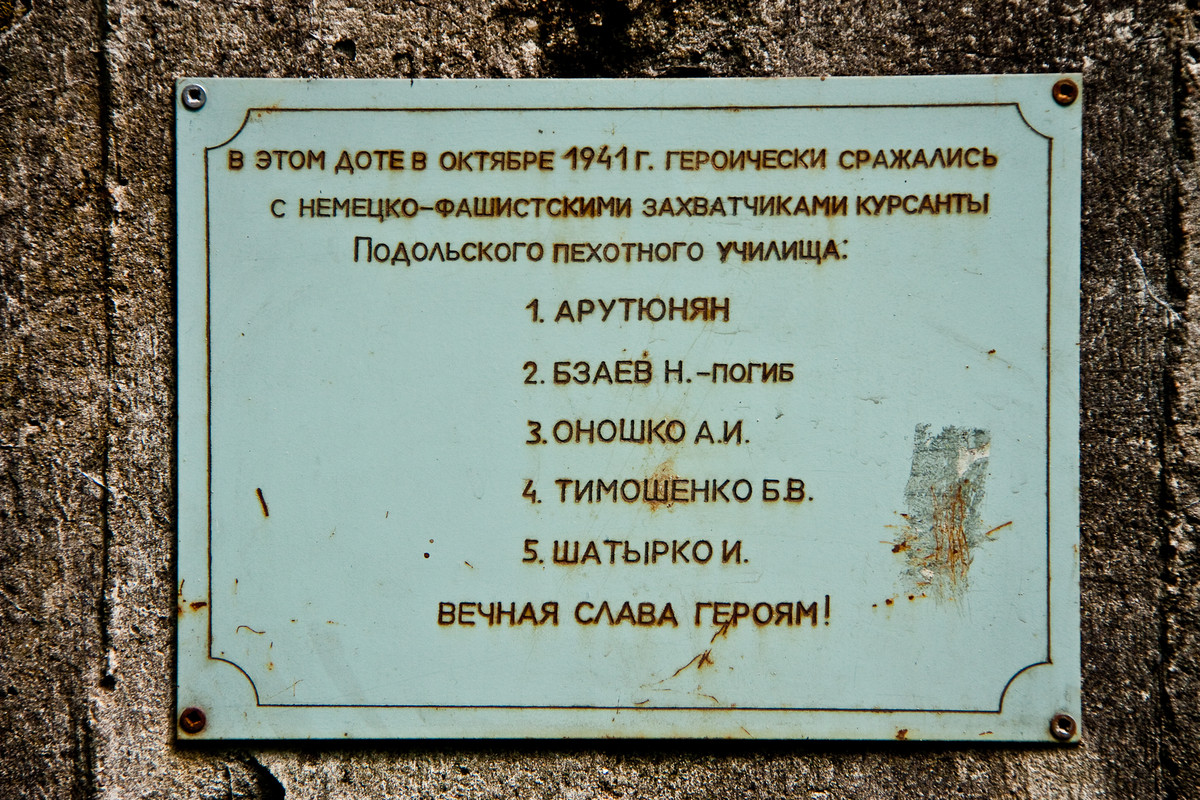 В ЭТОМ ДОТЕ В ОКТЯБРЕ 1941 Г. ГЕРОИЧЕСКИ СРАЖАЛИСЬ
С НЕМЕЦКО-ФАШИСТСКИМИ ЗАХВАТЧИКАМИ КУРСАНТЫ
ПОДОЛЬСКОГО ПЕХОТНОГО УЧИЛИЩА:
1. АРУТЮНЯН
2. БЗАЕВ Н. - ПОГИБ
3. ОНОШКО А.И.
4. ТИМОШЕНКО Б.В.
5. ШАТЫРКО И.
ВЕЧНАЯ СЛАВА ГЕРОЯМ!